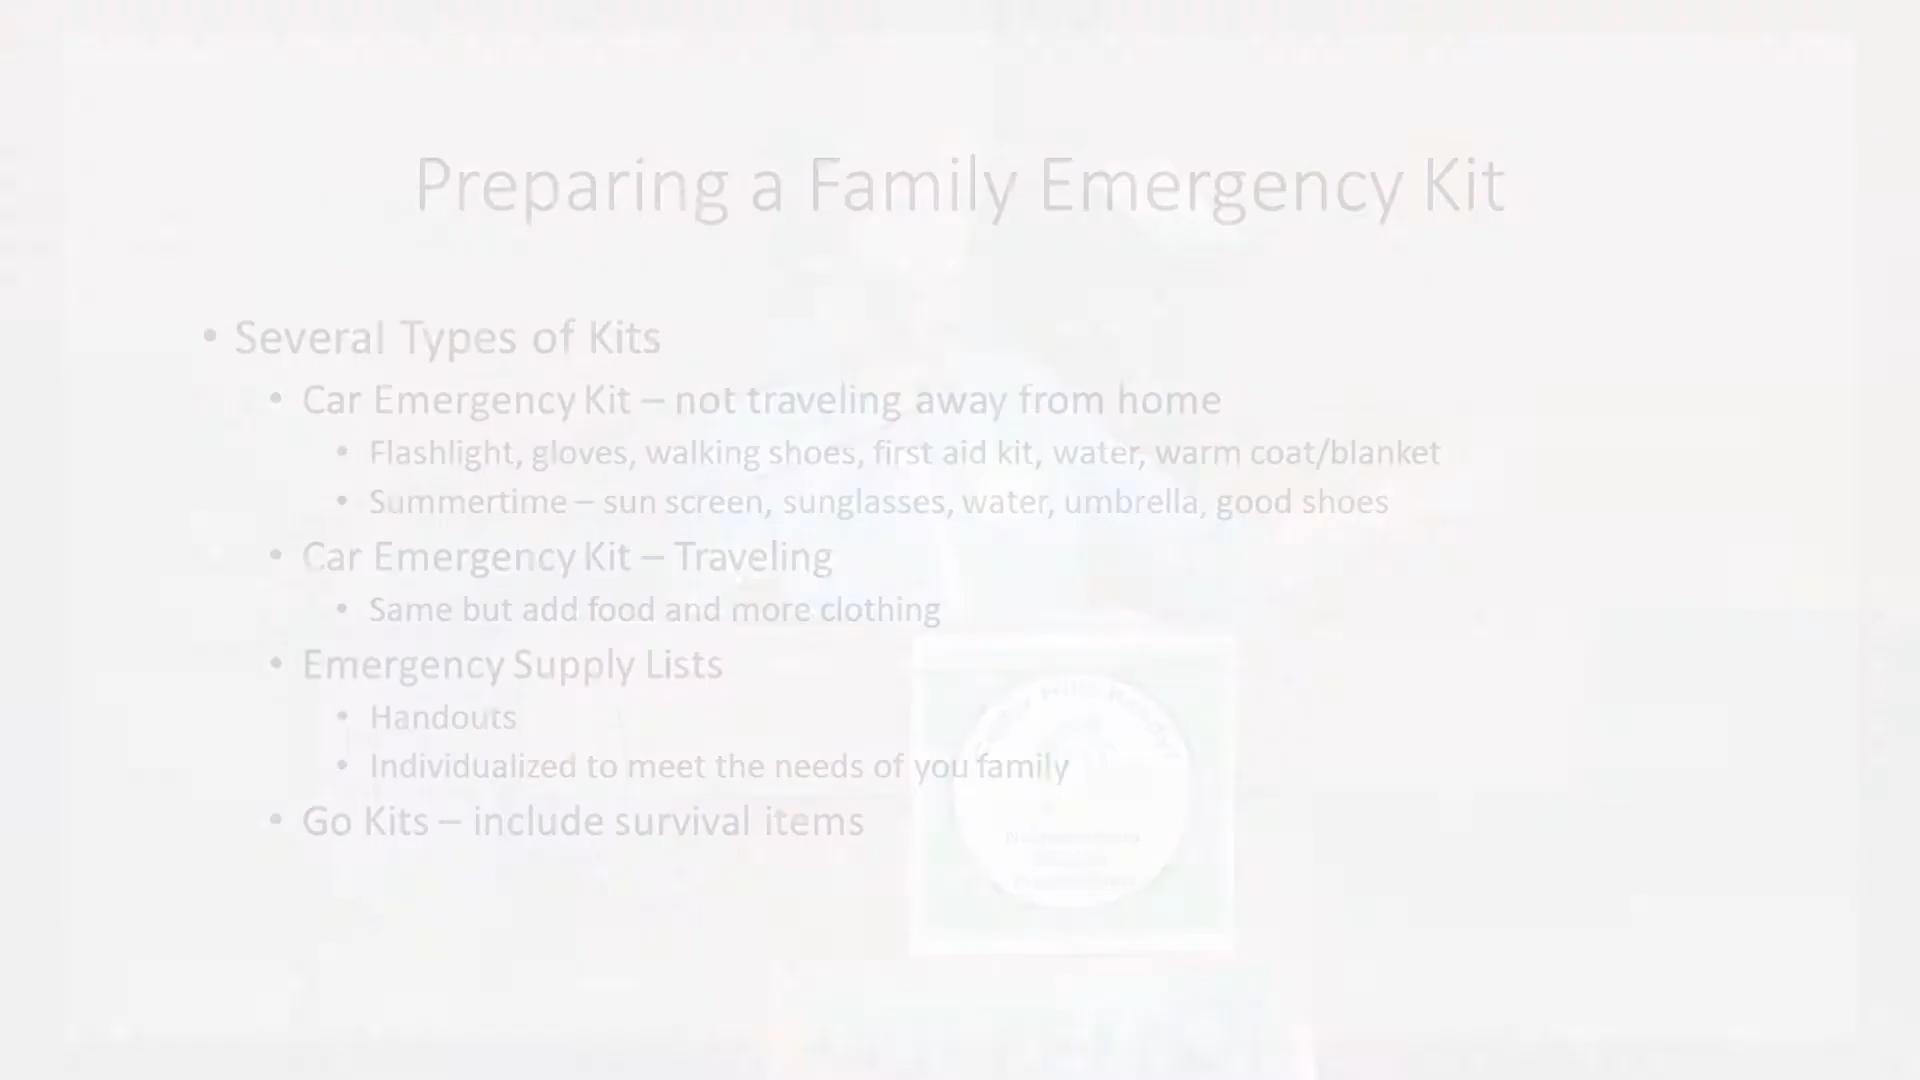 Preparing a Family Emergency Kit
• Several Types of Kits
• Car Emergency Kit – not traveling away from home
• Flashlight, gloves, walking shoes, first aid kit, water, warm coat/blanket
• Summertime – sun screen, sunglasses, water, umbrella, good shoes
• Car Emergency Kit – Traveling
• Same but add food and more clothing
• Emergency Supply Lists
• Handouts
• Individualized to meet the needs of you family
• Go Kits – include survival items